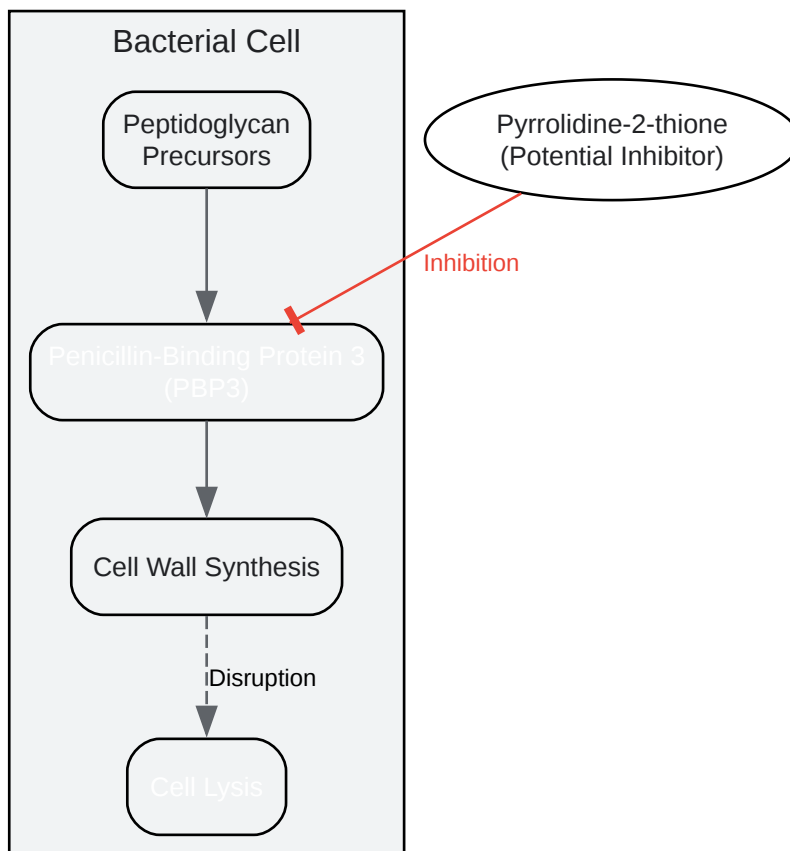 Bacterial Cell
Peptidoglycan
Precursors
Pyrrolidine-2-thione
(Potential Inhibitor)
Inhibition
Penicillin-Binding Protein 3
(PBP3)
Cell Wall Synthesis
Disruption
Cell Lysis